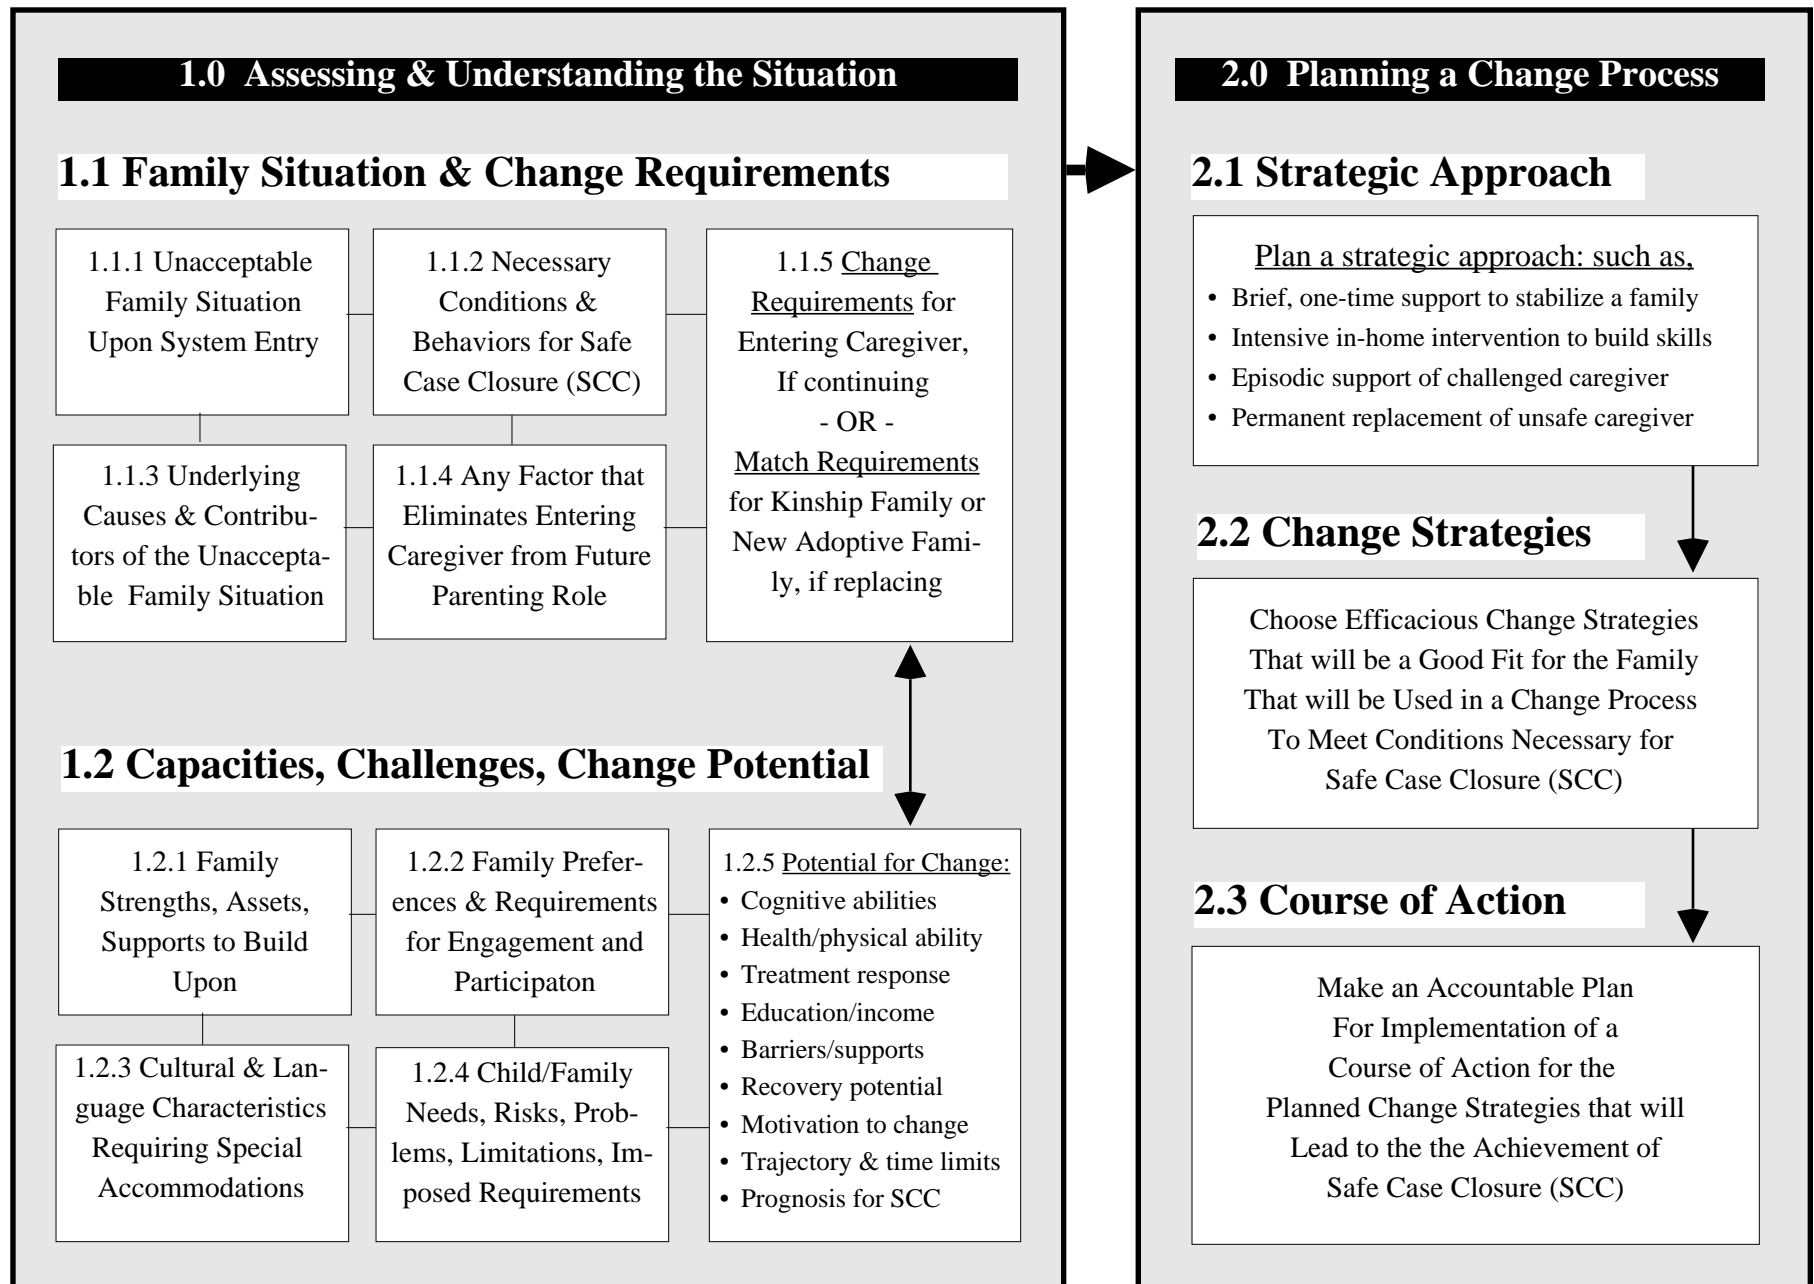 1.0 Assessing & Understanding the Situation
1.1 Family Situation & Change Requirements
1.1.1 Unacceptable
Family Situation
Upon System Entry
1.1.2 Necessary
Conditions &
Behaviors for Safe
Case Closure (SCC)
1.1.3 Underlying
Causes & Contribu-
tors of the Unaccepta-
ble Family Situation
1.1.4 Any Factor that
Eliminates Entering
Caregiver from Future
Parenting Role
1.1.5 Change
Requirements for
Entering Caregiver,
If continuing
- OR -
Match Requirements
for Kinship Family or
New Adoptive Fami-
ly, if replacing
1.2 Capacities, Challenges, Change Potential
1.2.1 Family
Strengths, Assets,
Supports to Build
Upon
1.2.2 Family Prefer-
ences & Requirements
for Engagement and
Participaton
1.2.3 Cultural & Lan-
guage Characteristics
Requiring Special
Accommodations
1.2.4 Child/Family
Needs, Risks, Prob-
lems, Limitations, Im-
posed Requirements
1.2.5 Potential for Change:
• Cognitive abilities
• Health/physical ability
• Treatment response
• Education/income
• Barriers/supports
• Recovery potential
• Motivation to change
• Trajectory & time limits
• Prognosis for SCC
2.0 Planning a Change Process
2.1 Strategic Approach
Plan a strategic approach: such as,
• Brief, one-time support to stabilize a family
• Intensive in-home intervention to build skills
• Episodic support of challenged caregiver
• Permanent replacement of unsafe caregiver
2.2 Change Strategies
Choose Efficacious Change Strategies
That will be a Good Fit for the Family
That will be Used in a Change Process
To Meet Conditions Necessary for
Safe Case Closure (SCC)
2.3 Course of Action
Make an Accountable Plan
For Implementation of a
Course of Action for the
Planned Change Strategies that will
Lead to the the Achievement of
Safe Case Closure (SCC)